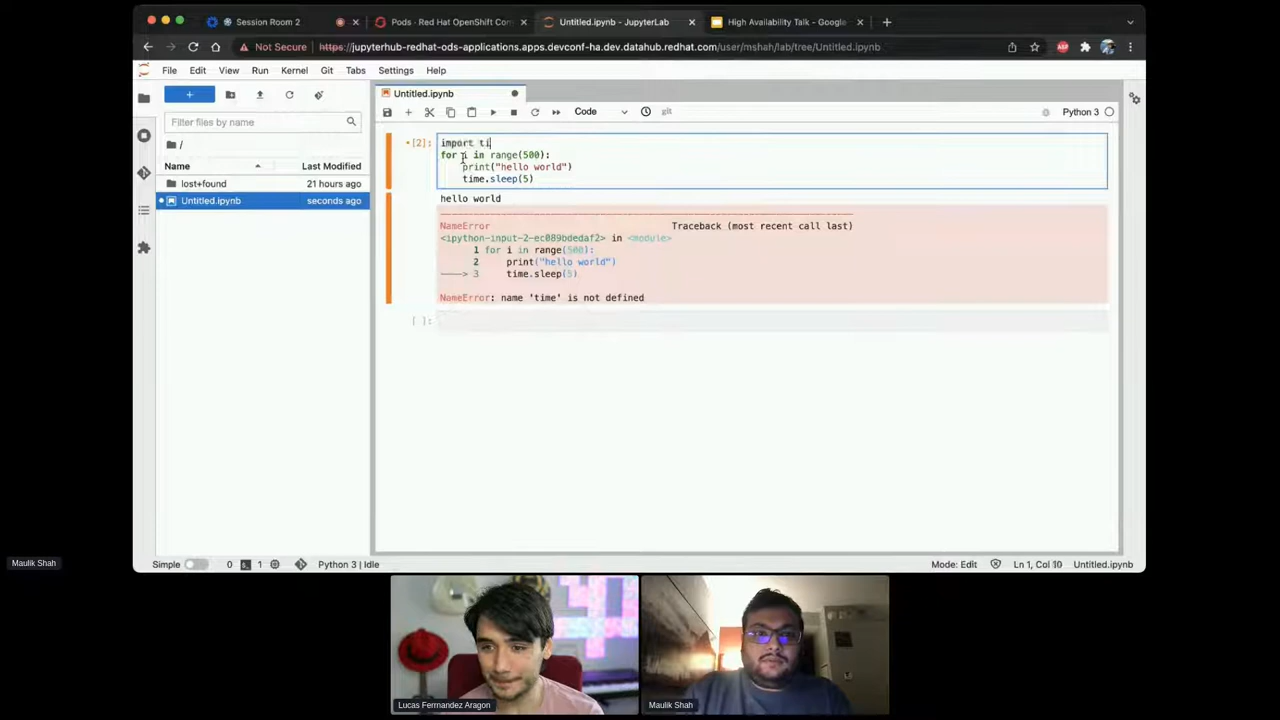 Session Room 2
Pods · Red Hat OpenShift Con
Untitled.ipynb - JupyterLab
High Availability Talk - Google
Not Secure
https://jupyterhub-redhat-ods-applications.apps.devconf-ha.dev.datahub.redhat.com/user/mshah/lab/tree/Untitled.ipynb
File Edit View Run Kernel Git Tabs Settings Help
Untitled.ipynb
Code
git
Python 3
Filter files by name
/
Name
Last Modified
lost+found
21 hours ago
Untitled.ipynb
seconds ago
[2]:
import ti
for i in range(500):
print("hello world")
time.sleep(5)
hello world
NameError Traceback (most recent call last)
<ipython-input-2-ec089bdedaf2> in <module>
1 for i in range(500):
2 print("hello world")
----> 3 time.sleep(5)
NameError: name 'time' is not defined
[ ]:
Simple
0
1
Python 3 | Idle
Mode: Edit
Ln 1, Col 10
Untitled.ipynb
Maulik Shah
Lucas Fernandez Aragon
Maulik Shah